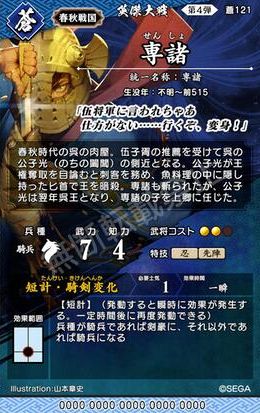 蒼
春秋戦国
英傑大戦
第4弾
蒼121
せん しょ
専諸
統一名称:専諸
生没年:不明〜前515
「伍将軍に言われちゃあ
仕方がない……行くぞ、変身!」
春秋時代の呉の肉屋。伍子胥の推薦を受けて呉の
公子光(のちの闔閭)の側近となる。公子光が王
権奪取を目論むと刺客を務め、魚料理の中に隠し
持った匕首で王を暗殺。専諸も斬られたが、公子
光は翌年呉王となり、専諸の子を上卿に任じた。
兵種
武力
知力
武将コスト
騎兵
7
4
特技
忍
先陣
たんけい・きけんへんか
必要士気
効果時間
短計・騎剣変化
1
一瞬
効果範囲
【短計】(発動すると瞬時に効果が発生す
る。一定時間後に再度発動できる)
兵種が騎兵であれば剣豪に、それ以外であ
れば騎兵になる
Illustration:山本章史
©SEGA
0000-0000-0000-0000-0000